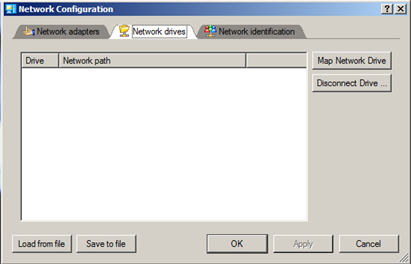 Network Configuration
Network adapters Network drives Network identification
Drive Network path
Map Network Drive
Disconnect Drive ...
Load from file Save to file OK Apply Cancel